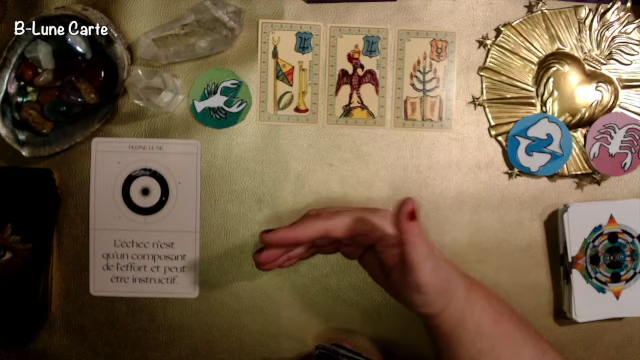 B-Lune Carte
PLEINE LUNE
L'échec n'est
qu'un composant
de l'effort et peut
être instructif.